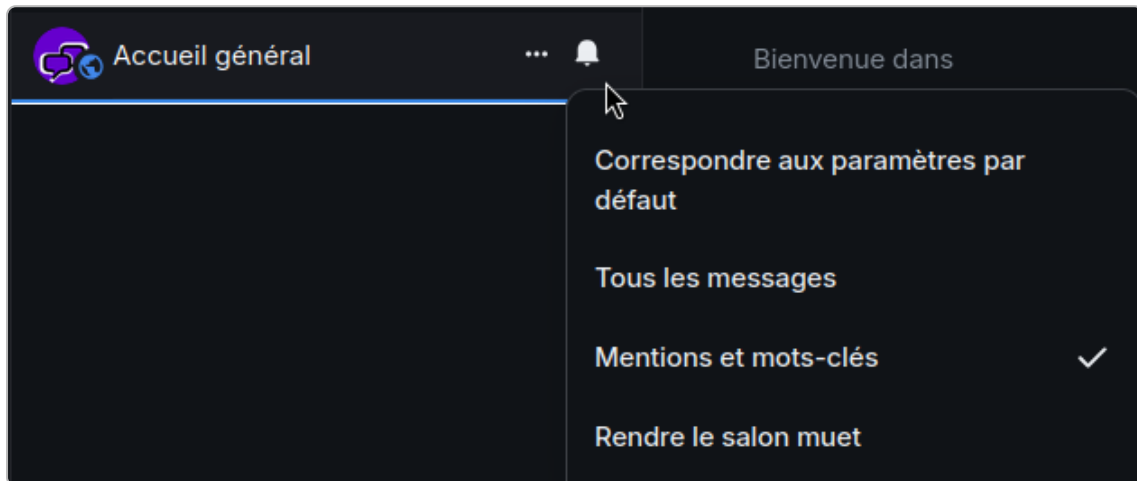 Accueil général
Bienvenue dans
Correspondre aux paramètres par
défaut
Tous les messages
Mentions et mots-clés
Rendre le salon muet